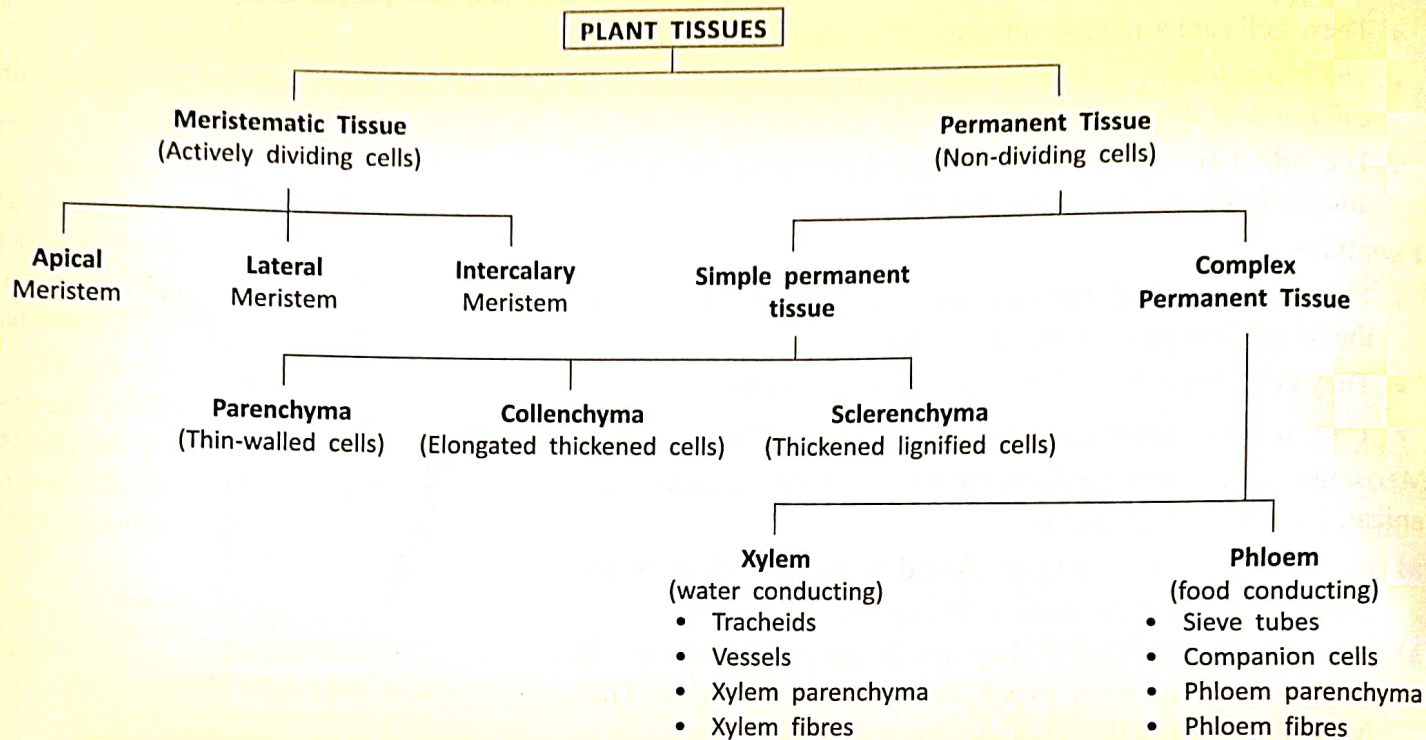 PLANT TISSUES
Meristematic Tissue
(Actively dividing cells)
Permanent Tissue
(Non-dividing cells)
Apical
Meristem
Lateral
Meristem
Intercalary
Meristem
Simple permanent
tissue
Complex
Permanent Tissue
Parenchyma
(Thin-walled cells)
Collenchyma
(Elongated thickened cells)
Sclerenchyma
(Thickened lignified cells)
Xylem
(water conducting)
• Tracheids
• Vessels
• Xylem parenchyma
• Xylem fibres
Phloem
(food conducting)
• Sieve tubes
• Companion cells
• Phloem parenchyma
• Phloem fibres